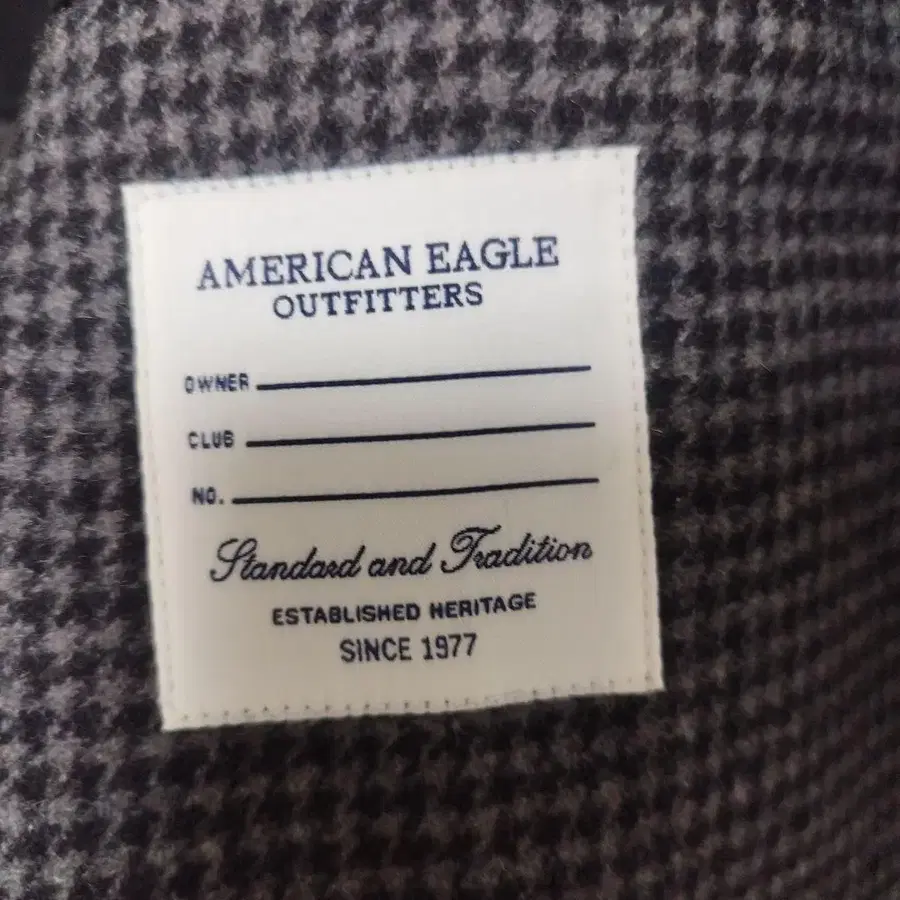 AMERICAN EAGLE
OUTFITTERS
OWNER
CLUB
NO.
Standard and Tradition
ESTABLISHED HERITAGE
SINCE 1977